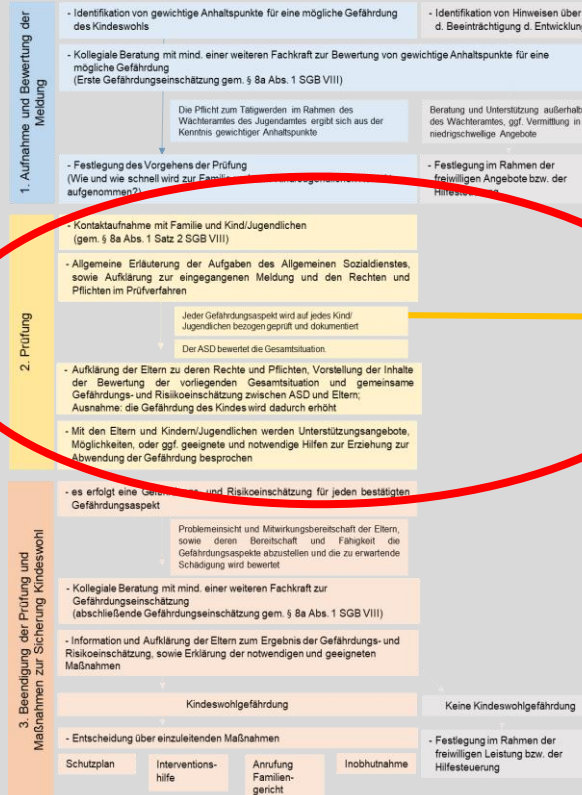 1. Aufnahme und Bewertung der
Meldung
- Identifikation von gewichtige Anhaltspunkte für eine mögliche Gefährdung
des Kindeswohls
- Identifikation von Hinweisen über
d. Beeinträchtigung d.
- Kollegiale Beratung mit mind. einer weiteren Fachkraft zur Bewertung von gewichtige Anhaltspunkte für eine
mögliche Gefährdung
(Erste Gefährdungseinschätzung gem. § 8a Abs. 1 SGB VIII)
Die Pflicht zum Tätigwerden im Rahmen des
Wächteramtes des Jugendamtes ergibt sich aus der
Kenntnis gewichtiger Anhaltspunkte
Beratung und Unterstützung außerhalb
des Wächteramtes, ggf. Vermittlung in
niedrigschwellige Angebote
- Festlegung des Vorgehens der Prüfung
(Wie und wie schnell wird zur
aufgenommen?)
- Festlegung im Rahmen der
freiwilligen Angebote bzw. der
2. Prüfung
- Kontaktaufnahme mit Familie und Kind/Jugendlichen
(gem. § 8a Abs. 1 Satz 2 SGB VIII)
- Allgemeine Erläuterung der Aufgaben des Allgemeinen Sozialdienstes,
sowie Aufklärung zur eingegangenen Meldung und den Rechten und
Pflichten im Prüfverfahren
Jeder Gefährdungsaspekt wird auf jedes Kind/
Jugendlichen bezogen geprüft und dokumentiert
Der ASD bewertet die Gesamtsituation.
- Aufklärung der Eltern zu deren Rechte und Pflichten, Vorstellung der Inhalte
der Bewertung der vorliegenden Gesamtsituation und gemeinsame
Gefährdungs- und Risiikoeinschätzung zwischen ASD und Eltern;
Ausnahme: die Gefährdung des Kindes wird dadurch erhöht
- Mit den Eltern und Kindern/Jugendlichen werden Unterstützungsangebote,
Möglichkeiten, oder ggf. geeignete und notwendige Hilfen zur Erziehung zur
Abwendung der Gefährdung besprochen
3. Beendigung der Prüfung und
Maßnahmen zur Sicherung Kindeswohl
- es erfolgt eine und Risikoeinschätzung für jeden bestätigten
Gefährdungsaspekt
Problemeinsicht und Mitwirkungsbereitschaft der Eltern,
sowie deren Bereitschaft und Fähigkeit die
Gefährdungsaspekte abzustellen und die zu erwartende
Schädigung wird bewertet
- Kollegiale Beratung mit mind. einer weiteren Fachkraft zur
Gefährdungseinschätzung
(abschließende Gefährdungseinschätzung gem. § 8a Abs. 1 SGB VIII)
- Information und Aufklärung der Eltern zum Ergebnis der Gefährdungs- und
Risikoeinschätzung, sowie Erklärung der notwendigen und geeigneten
Maßnahmen
Kindeswohlgefährdung
Keine Kindeswohlgefährdung
- Entscheidung über einzuleitenden Maßnahmen
- Festlegung im Rahmen der
freiwilligen Leistung bzw. der
Hilfesteuerung
Schutzplan
Interventions-
hilfe
Anrufung
Familien-
gericht
Inobhutnahme